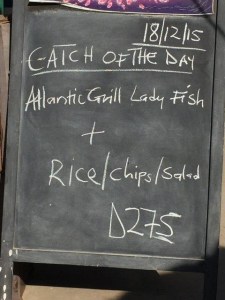 18/12/15
CATCH OF THE DAY
Atlantic Grill Lady Fish
+
Rice/chips/salad
D275